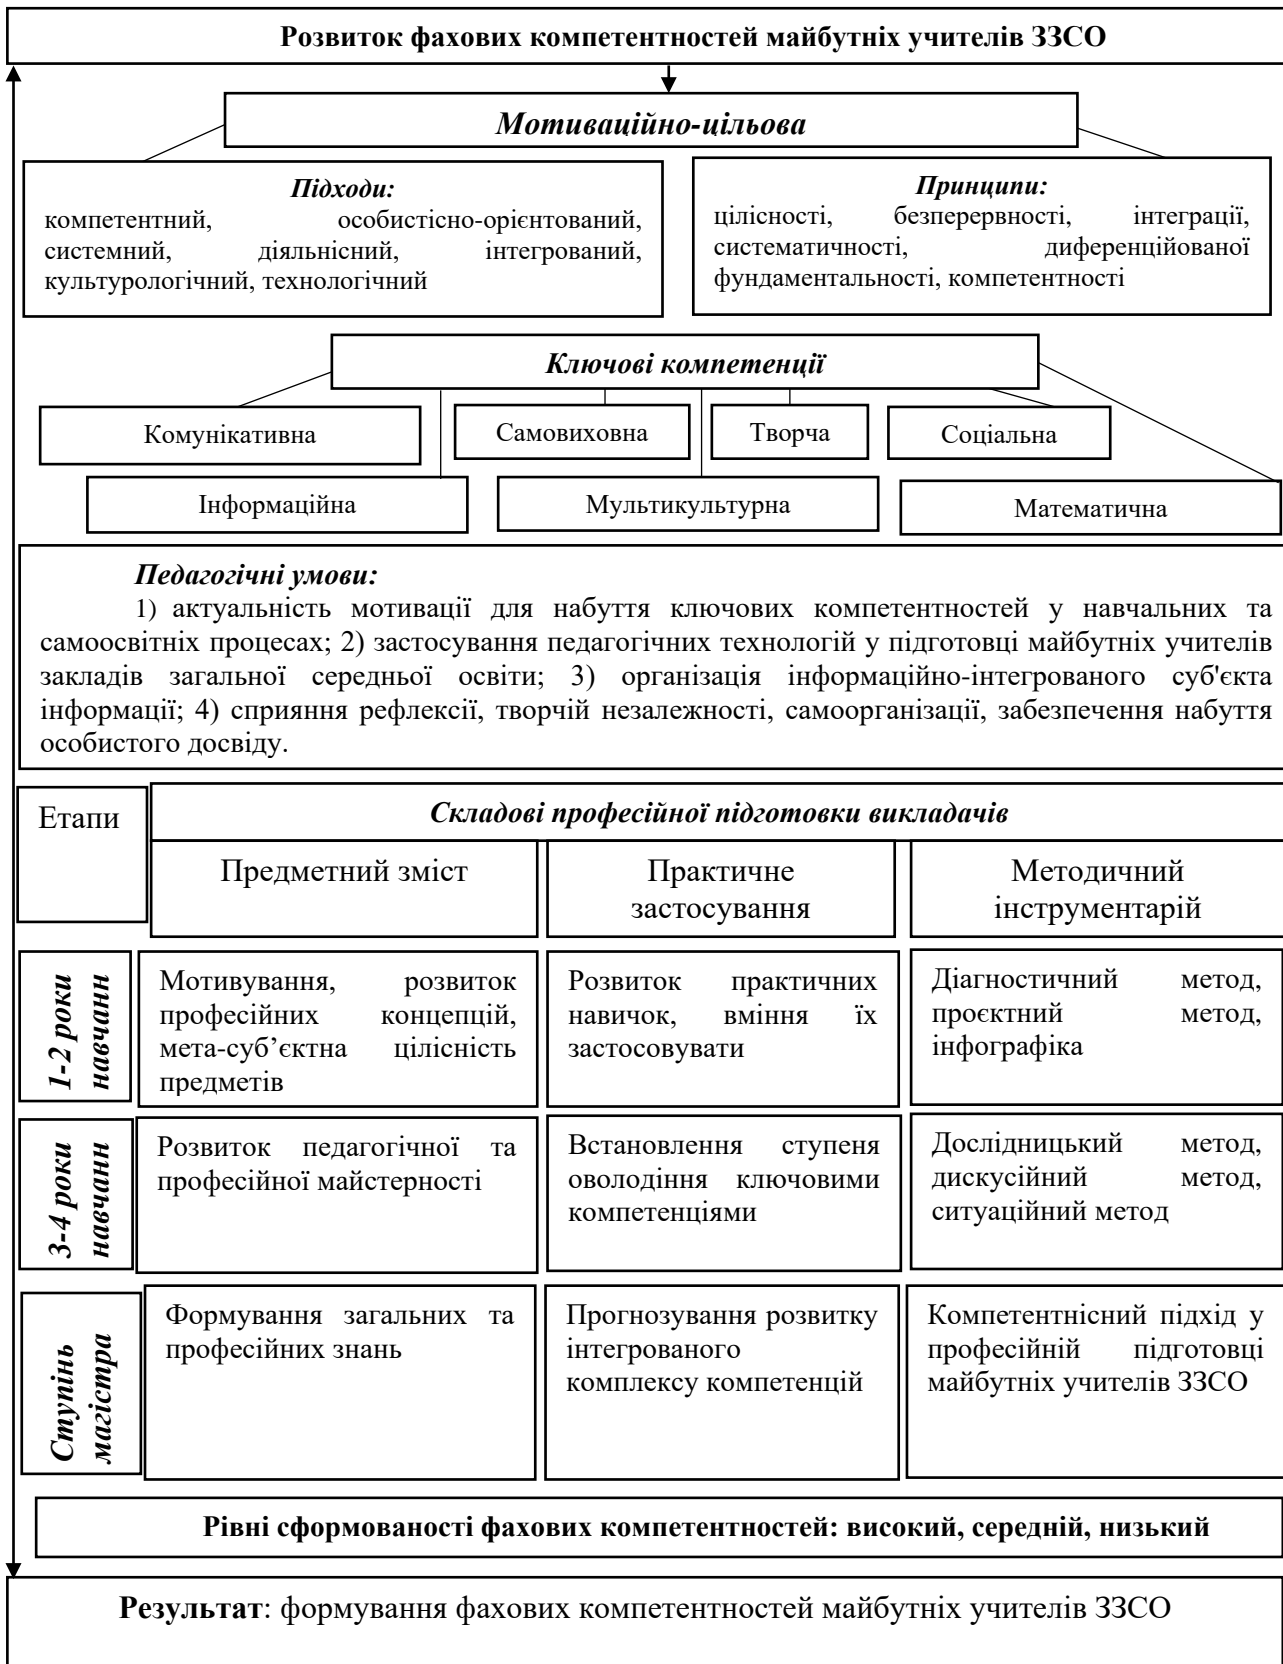 Розвиток фахових компетентностей майбутніх учителів ЗЗСО
Мотиваційно-цільова
Підходи:
компетентний, особистісно-орієнтований,
системний, діяльнісний, інтегрований,
культурологічний, технологічний
Принципи:
цілісності, безперервності, інтеграції,
систематичності, диференційованої
фундаментальності, компетентності
Ключові компетенції
Комунікативна
Самовиховна
Творча
Соціальна
Інформаційна
Мультикультурна
Математична
Педагогічні умови:
1) актуальність мотивації для набуття ключових компетентностей у навчальних та
самоосвітніх процесах; 2) застосування педагогічних технологій у підготовці майбутніх учителів
закладів загальної середньої освіти; 3) організація інформаційно-інтегрованого суб'єкта
інформації; 4) сприяння рефлексії, творчій незалежності, самоорганізації, забезпечення набуття
особистого досвіду.
Етапи
Складові професійної підготовки викладачів
Предметний зміст
Практичне
застосування
Методичний
інструментарій
1-2 роки
навчанн
Мотивування, розвиток
професійних концепцій,
мета-суб’єктна цілісність
предметів
Розвиток практичних
навичок, вміння їх
застосовувати
Діагностичний метод,
проєктний метод,
інфографіка
3-4 роки
навчанн
Розвиток педагогічної та
професійної майстерності
Встановлення ступеня
оволодіння ключовими
компетенціями
Дослідницький метод,
дискусійний метод,
ситуаційний метод
Ступінь
магістра
Формування загальних та
професійних знань
Прогнозування розвитку
інтегрованого
комплексу компетенцій
Компетентнісний підхід у
професійній підготовці
майбутніх учителів ЗЗСО
Рівні сформованості фахових компетентностей: високий, середній, низький
Результат: формування фахових компетентностей майбутніх учителів ЗЗСО